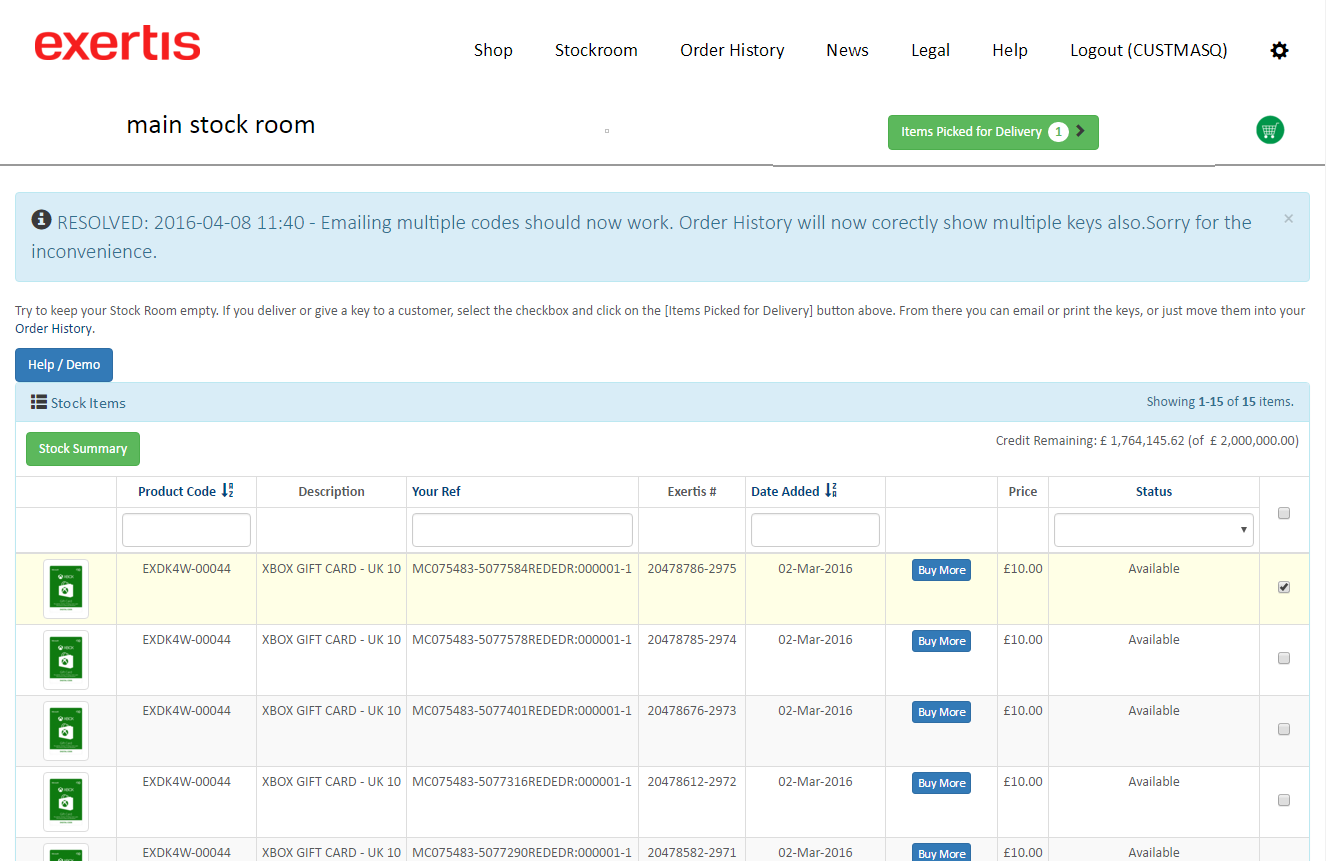 exertis
Shop Stockroom Order History News Legal Help Logout (CUSTMASQ)
main stock room
Items Picked for Delivery 1
RESOLVED: 2016-04-08 11:40 - Emailing multiple codes should now work. Order History will now corectly show multiple keys also.Sorry for the
inconvenience.
×
Try to keep your Stock Room empty. If you deliver or give a key to a customer, select the checkbox and click on the [Items Picked for Delivery] button above. From there you can email or print the keys, or just move them into your
Order History.
Help / Demo
Stock Items Showing 1-15 of 15 items.
Stock Summary Credit Remaining: £ 1,764,145.62 (of £ 2,000,000.00)
Product Code Description Your Ref Exertis # Date Added Price Status
EXDK4W-00044 XBOX GIFT CARD - UK 10 MC075483-5077584REDEDR:000001-1 20478786-2975 02-Mar-2016 Buy More £10.00 Available
EXDK4W-00044 XBOX GIFT CARD - UK 10 MC075483-5077578REDEDR:000001-1 20478785-2974 02-Mar-2016 Buy More £10.00 Available
EXDK4W-00044 XBOX GIFT CARD - UK 10 MC075483-5077401REDEDR:000001-1 20478676-2973 02-Mar-2016 Buy More £10.00 Available
EXDK4W-00044 XBOX GIFT CARD - UK 10 MC075483-5077316REDEDR:000001-1 20478612-2972 02-Mar-2016 Buy More £10.00 Available
EXDK4W-00044 XBOX GIFT CARD - UK 10 MC075483-5077290REDEDR:000001-1 20478582-2971 02-Mar-2016 Buy More £10.00 Available